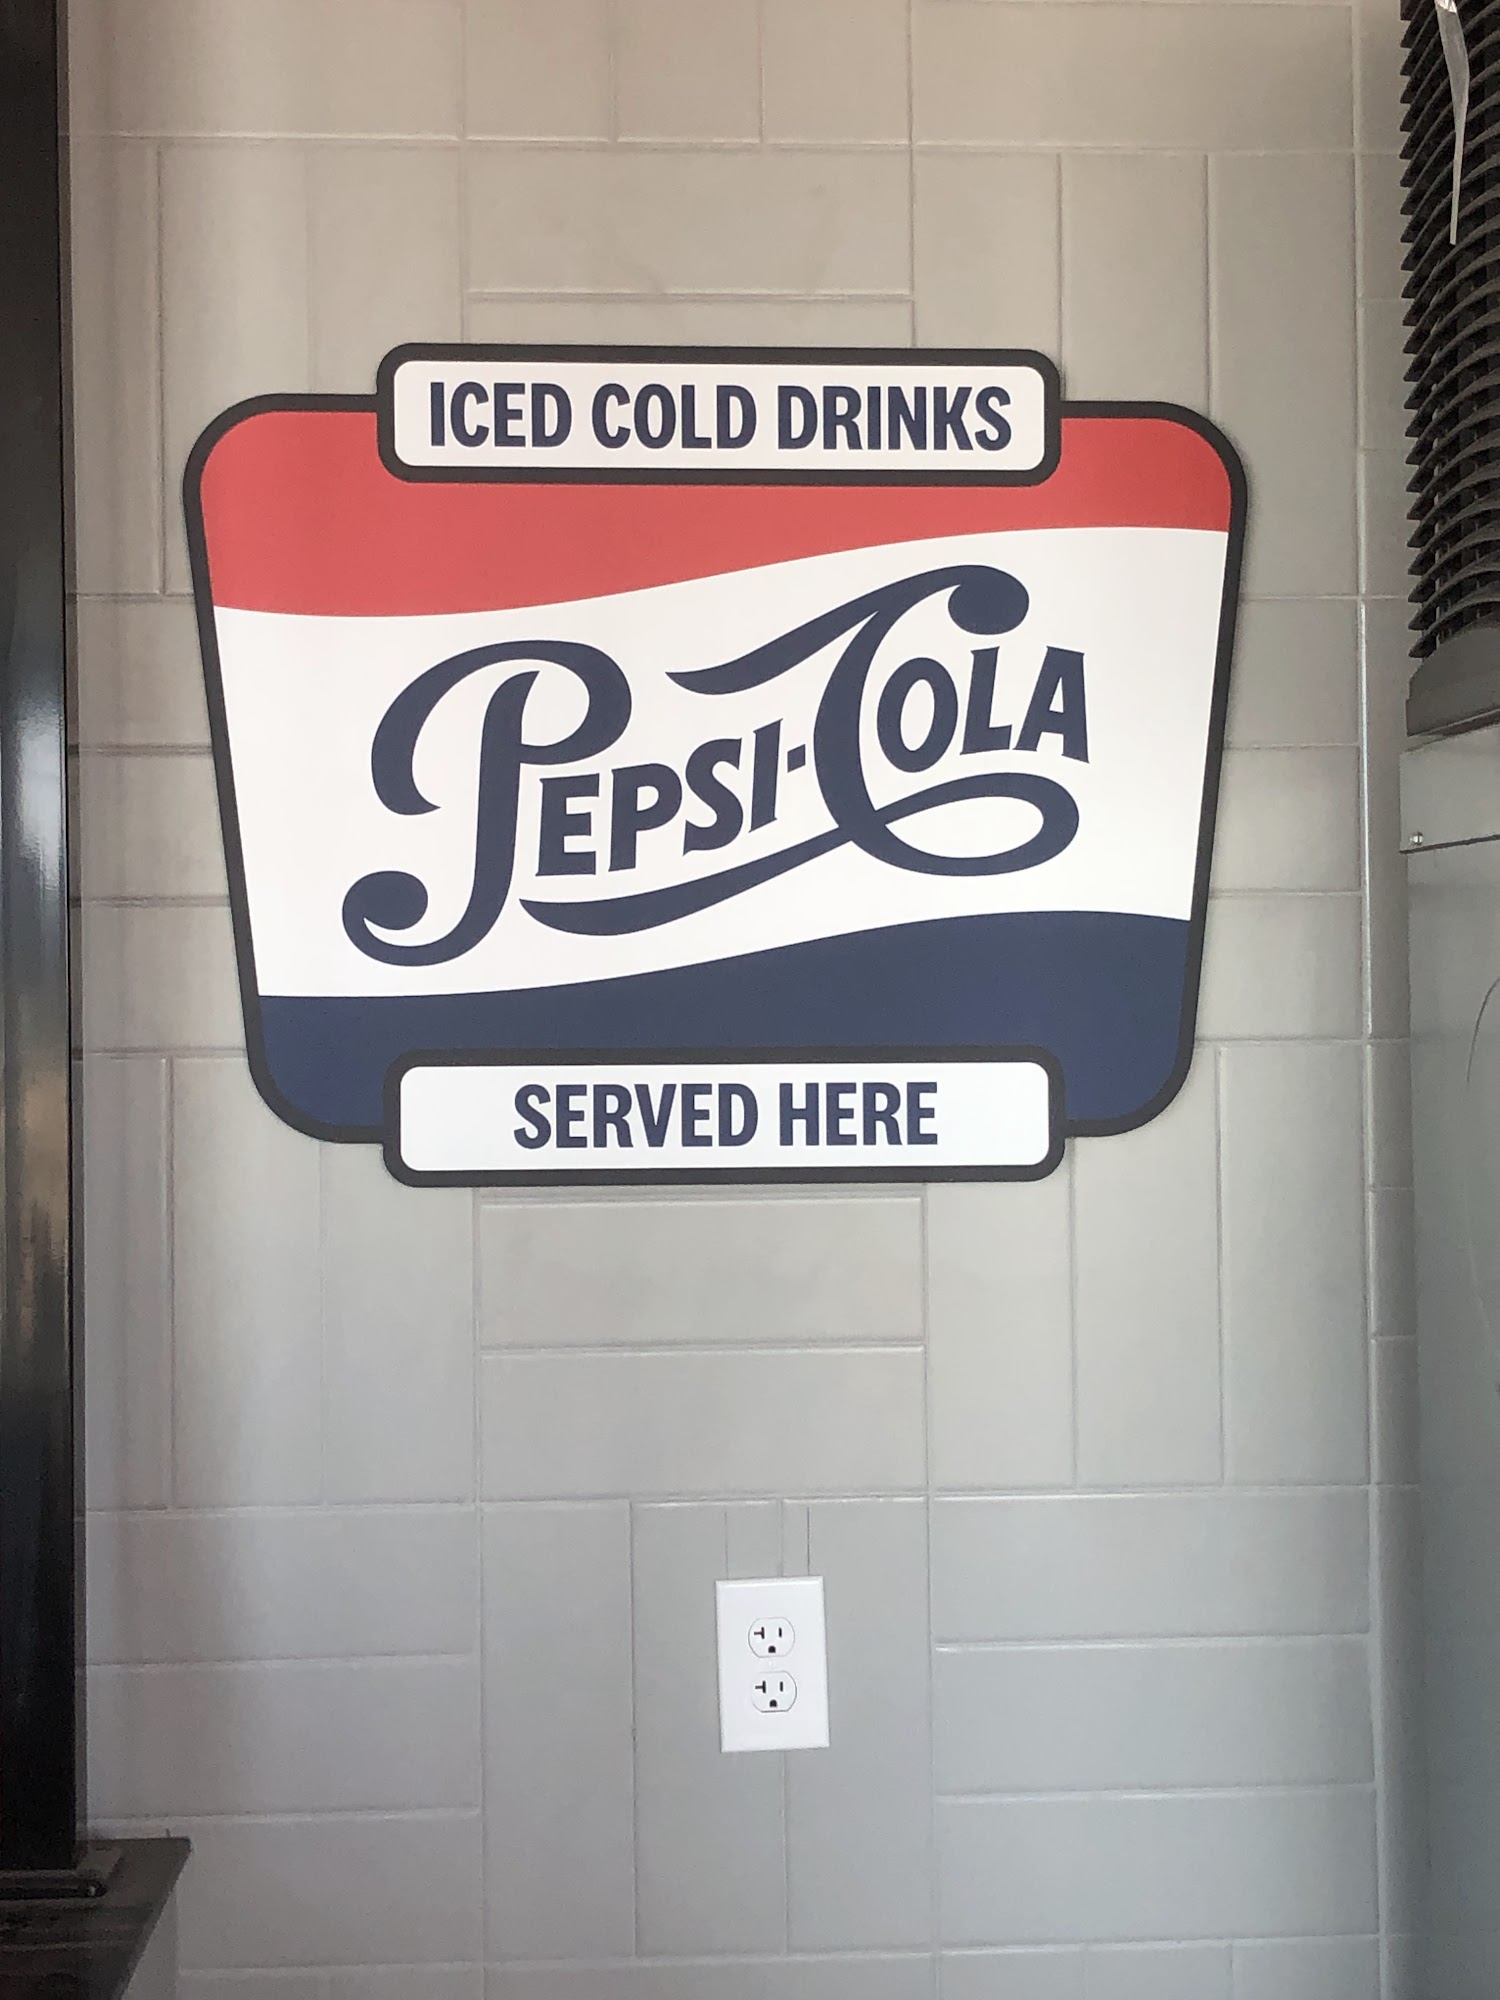 ICED COLD DRINKS
PEPSI-COLA
SERVED HERE